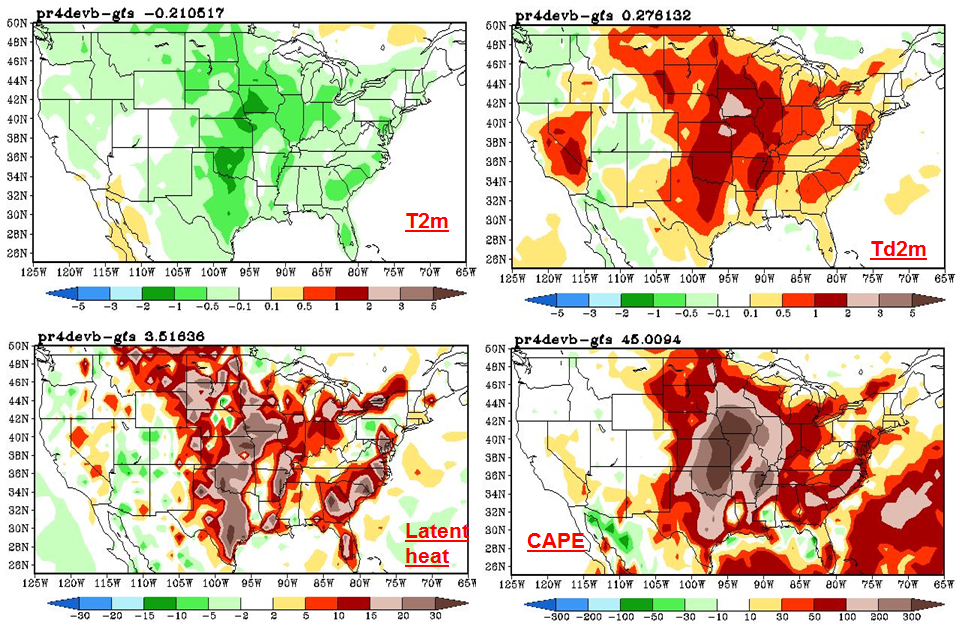 pr4devb-gfs -0.210517
50N
48N
46N
44N
42N
40N
38N
36N
34N
32N
30N
28N
26N
T2m
125W 120W 115W 110W 105W 100W 95W 90W 85W 80W 75W 70W 65W
-5 -3 -2 -1 -0.5 -0.1 0.1 0.5 1 2 3 5
pr4devb-gfs 0.276132
50N
48N
46N
44N
42N
40N
38N
36N
34N
32N
30N
28N
26N
Td2m
125W 120W 115W 110W 105W 100W 95W 90W 85W 80W 75W 70W 65W
-5 -3 -2 -1 -0.5 -0.1 0.1 0.5 1 2 3 5
pr4devb-gfs 3.51636
50N
48N
46N
44N
42N
40N
38N
36N
34N
32N
30N
28N
26N
Latent
heat
125W 120W 115W 110W 105W 100W 95W 90W 85W 80W 75W 70W 65W
-30 -20 -15 -10 -5 -2 2 5 10 15 20 30
pr4devb-gfs 45.0094
50N
48N
46N
44N
42N
40N
38N
36N
34N
32N
30N
28N
26N
CAPE
125W 120W 115W 110W 105W 100W 95W 90W 85W 80W 75W 70W 65W
-300 -200 -100 -50 -30 -10 10 30 50 100 200 300